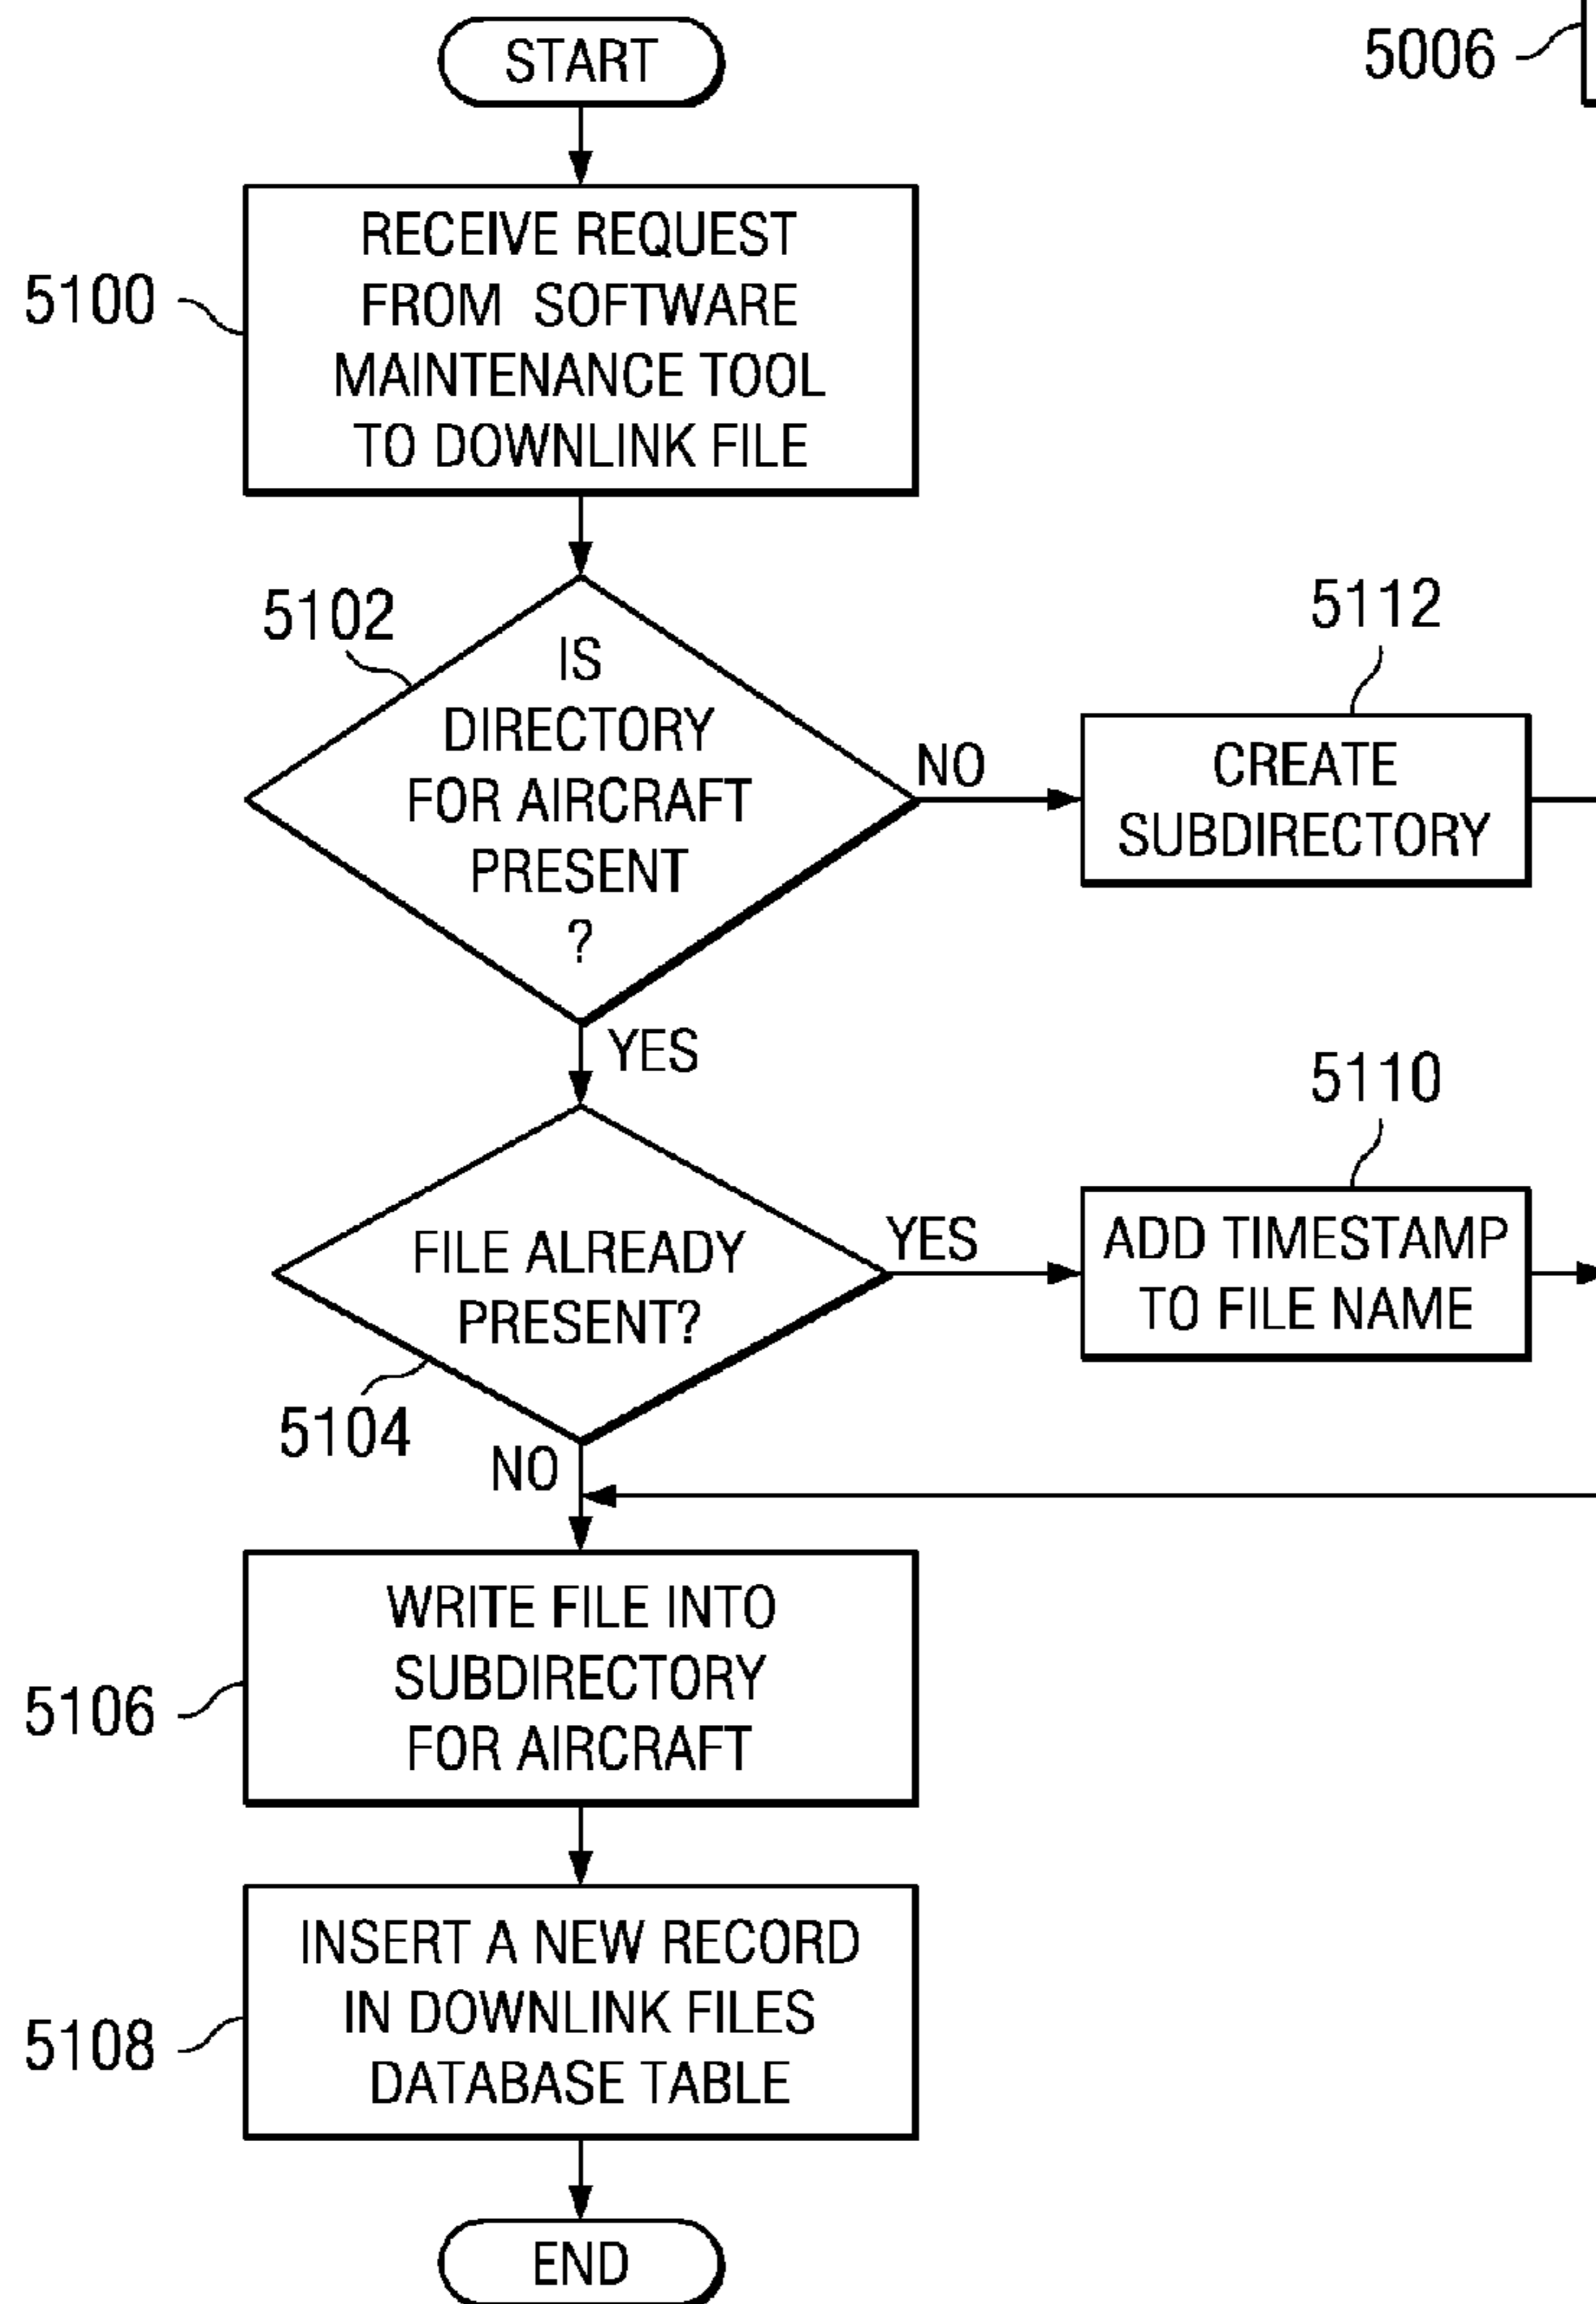 START
5006
5100
RECEIVE REQUEST
FROM SOFTWARE
MAINTENANCE TOOL
TO DOWNLINK FILE
5102
IS
DIRECTORY
FOR AIRCRAFT
PRESENT
?
NO
5112
CREATE
SUBDIRECTORY
YES
5110
FILE ALREADY
PRESENT?
YES
ADD TIMESTAMP
TO FILE NAME
5104
NO
5106
WRITE FILE INTO
SUBDIRECTORY
FOR AIRCRAFT
5108
INSERT A NEW RECORD
IN DOWNLINK FILES
DATABASE TABLE
END